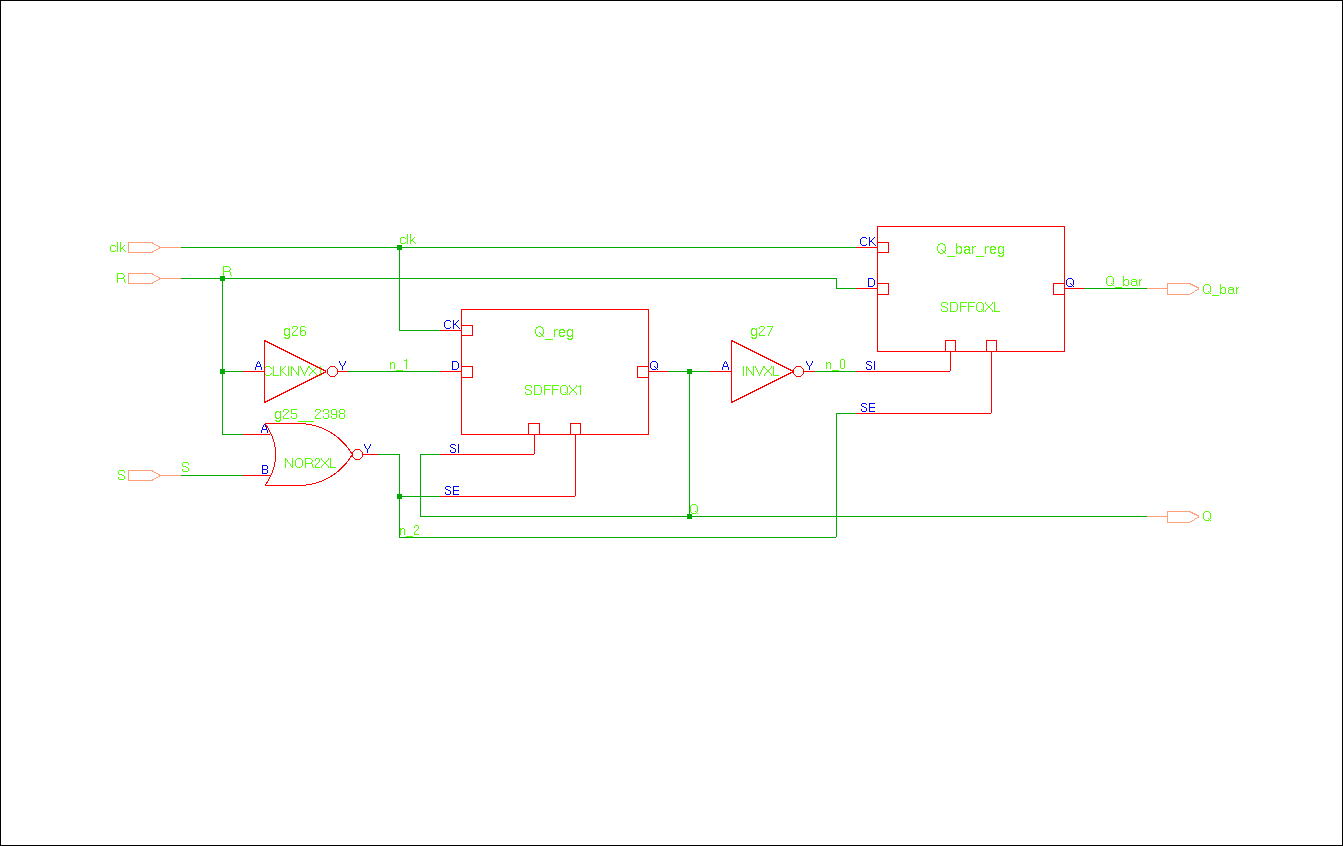 clk
clk
CK
Q_bar_reg
R
R
D
Q
Q_bar
Q_bar
SDFFQXL
g26
CK
Q_reg
g27
A
CLKINVX
Y
n_1
D
Q
A
INVXL
Y
n_0
SI
SDFFQX1
SE
g25__2398
A
Y
NOR2XL
SI
S
S
B
SE
Q
Q
n_2